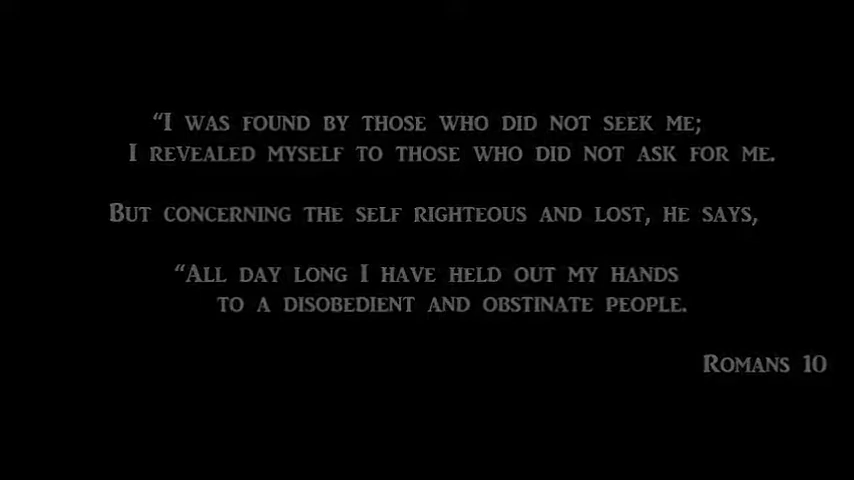 “I was found by those who did not seek me;
I revealed myself to those who did not ask for me.
But concerning the self righteous and lost, he says,
“All day long I have held out my hands
to a disobedient and obstinate people.
Romans 10